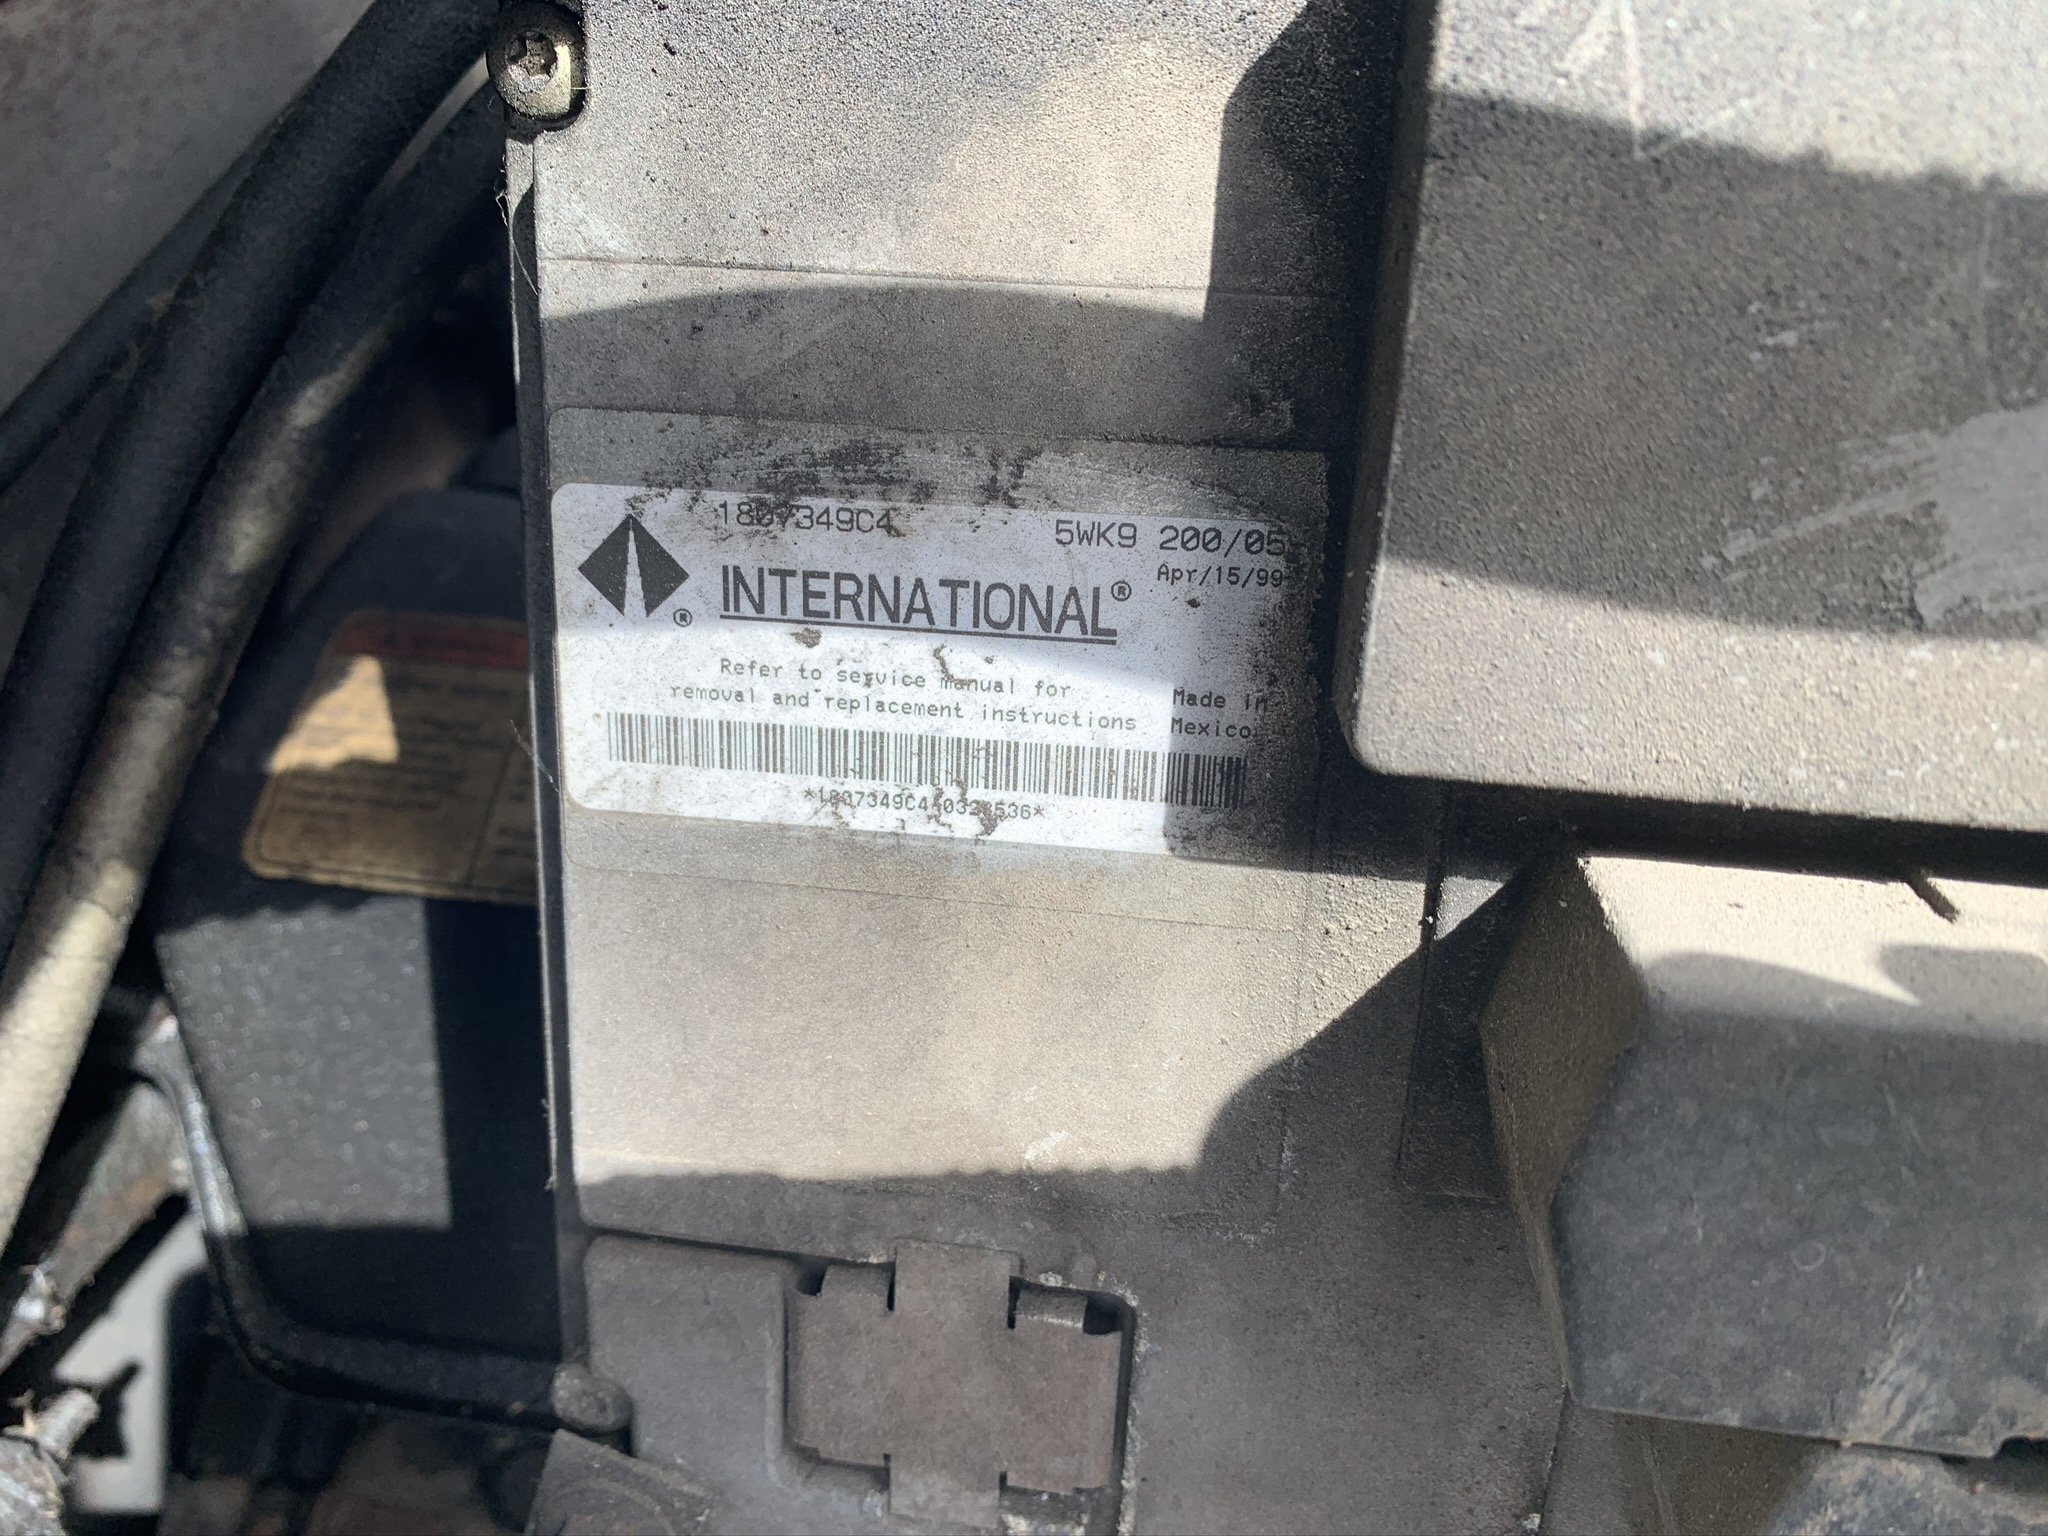 1807349C4 5WK9 200/05
Apr/15/99
INTERNATIONAL®
®
Refer to service manual for
removal and replacement instructions
Made in
Mexico